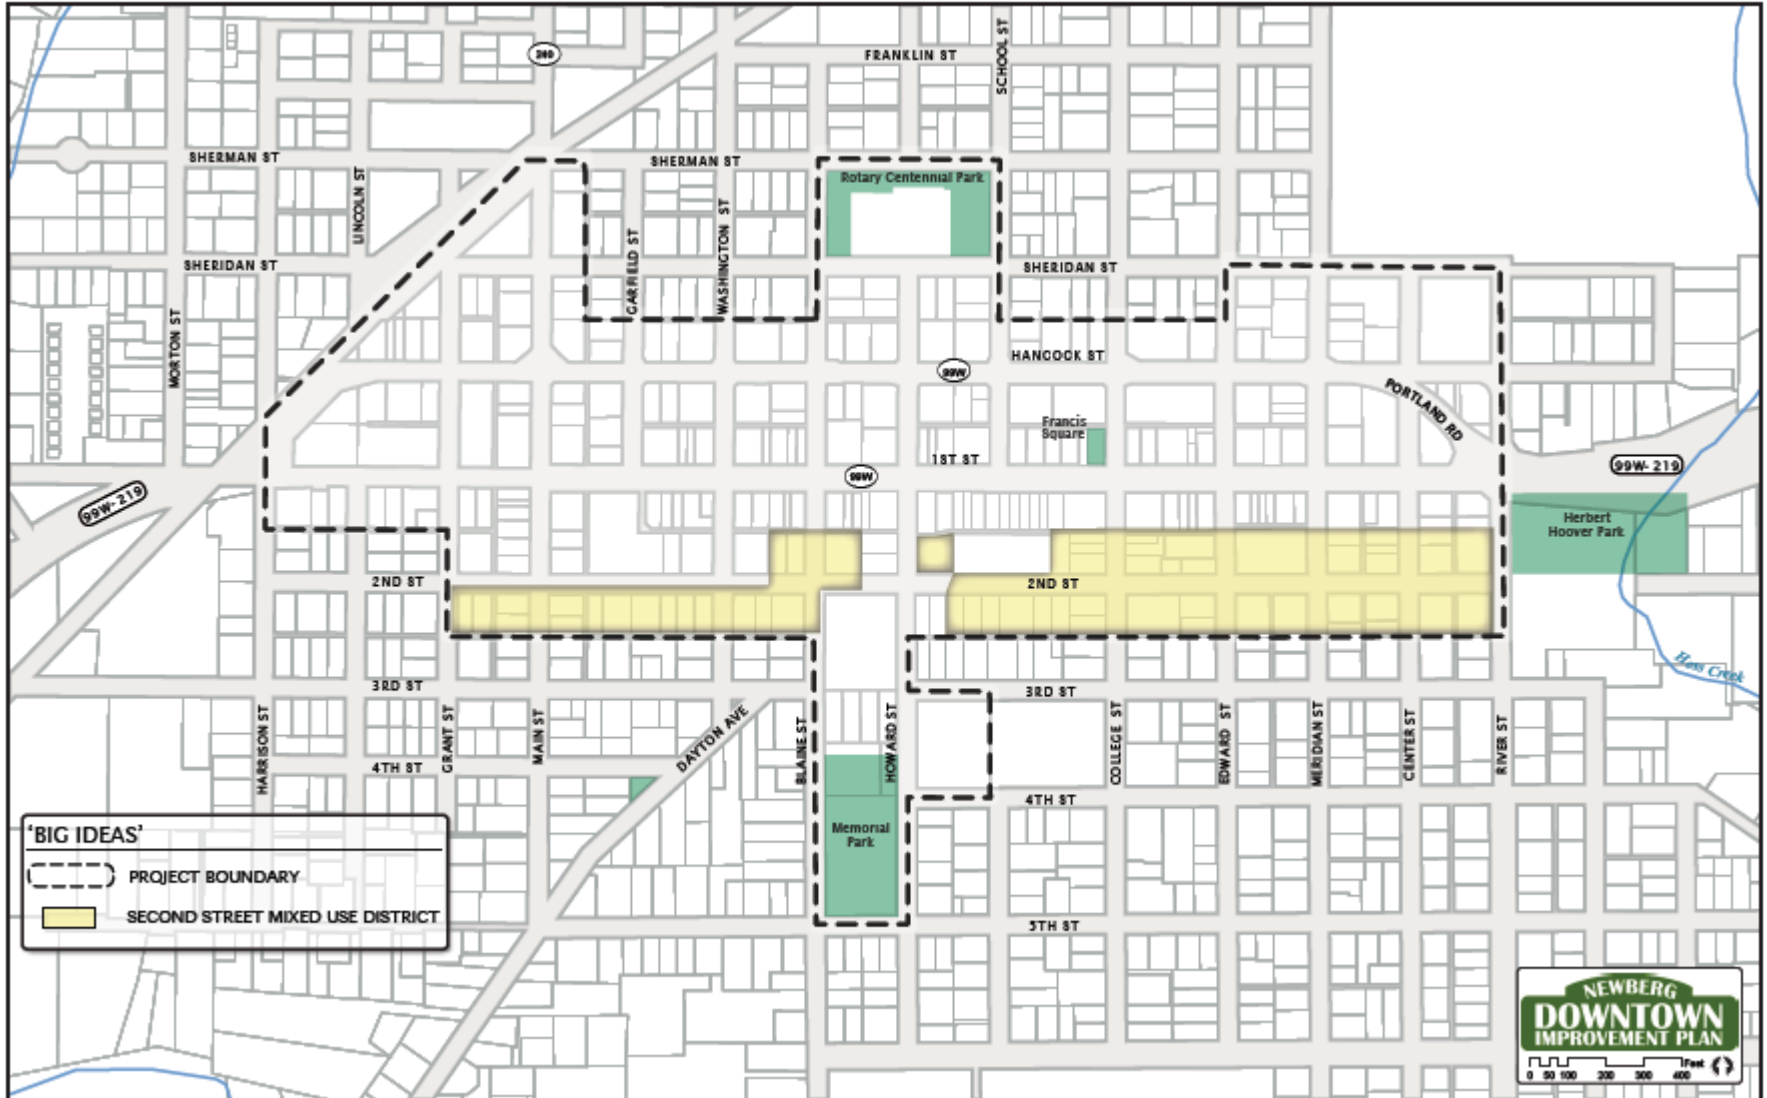 FRANKLIN ST
SCHOOL ST
SHERMAN ST
SHERMAN ST
LINCOLN ST
Rotary Centennial Park
WASHINGTON ST
GARFIELD ST
SHERIDAN ST
SHERIDAN ST
MORTON ST
HANCOCK ST
99W
PORTLAND RD
Francis
Square
1ST ST
99W
99W-219
99W-219
Herbert
Hoover Park
2ND ST
2ND ST
Hess Creek
3RD ST
3RD ST
HARRISON ST
GRANT ST
MAIN ST
DAYTON AVE
BLAINE ST
HOWARD ST
COLLEGE ST
EDWARD ST
MERIDIAN ST
CENTER ST
RIVER ST
4TH ST
4TH ST
Memorial
Park
'BIG IDEAS'
PROJECT BOUNDARY
SECOND STREET MIXED USE DISTRICT
5TH ST
NEWBERG
DOWNTOWN
IMPROVEMENT PLAN
Feet
0 50 100 200 300 400